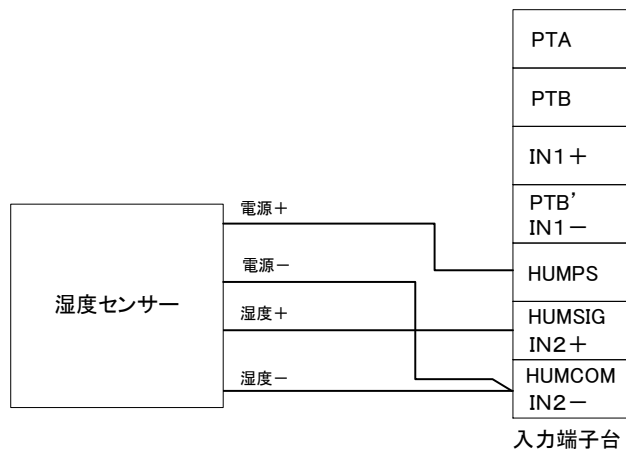 PTA
PTB
IN1＋
PTB’
IN1－
HUMPS
HUMSIG
IN2＋
HUMCOM
IN2－
入力端子台
湿度センサー
電源＋
電源－
湿度＋
湿度－